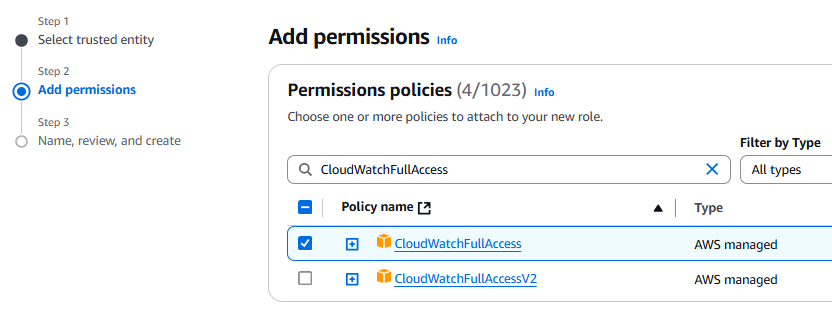 Step 1
Select trusted entity
Step 2
Add permissions
Step 3
Name, review, and create
Add permissions Info
Permissions policies (4/1023) Info
Choose one or more policies to attach to your new role.
Filter by Type
CloudWatchFullAccess
All types
Policy name
Type
CloudWatchFullAccess
AWS managed
CloudWatchFullAccessV2
AWS managed